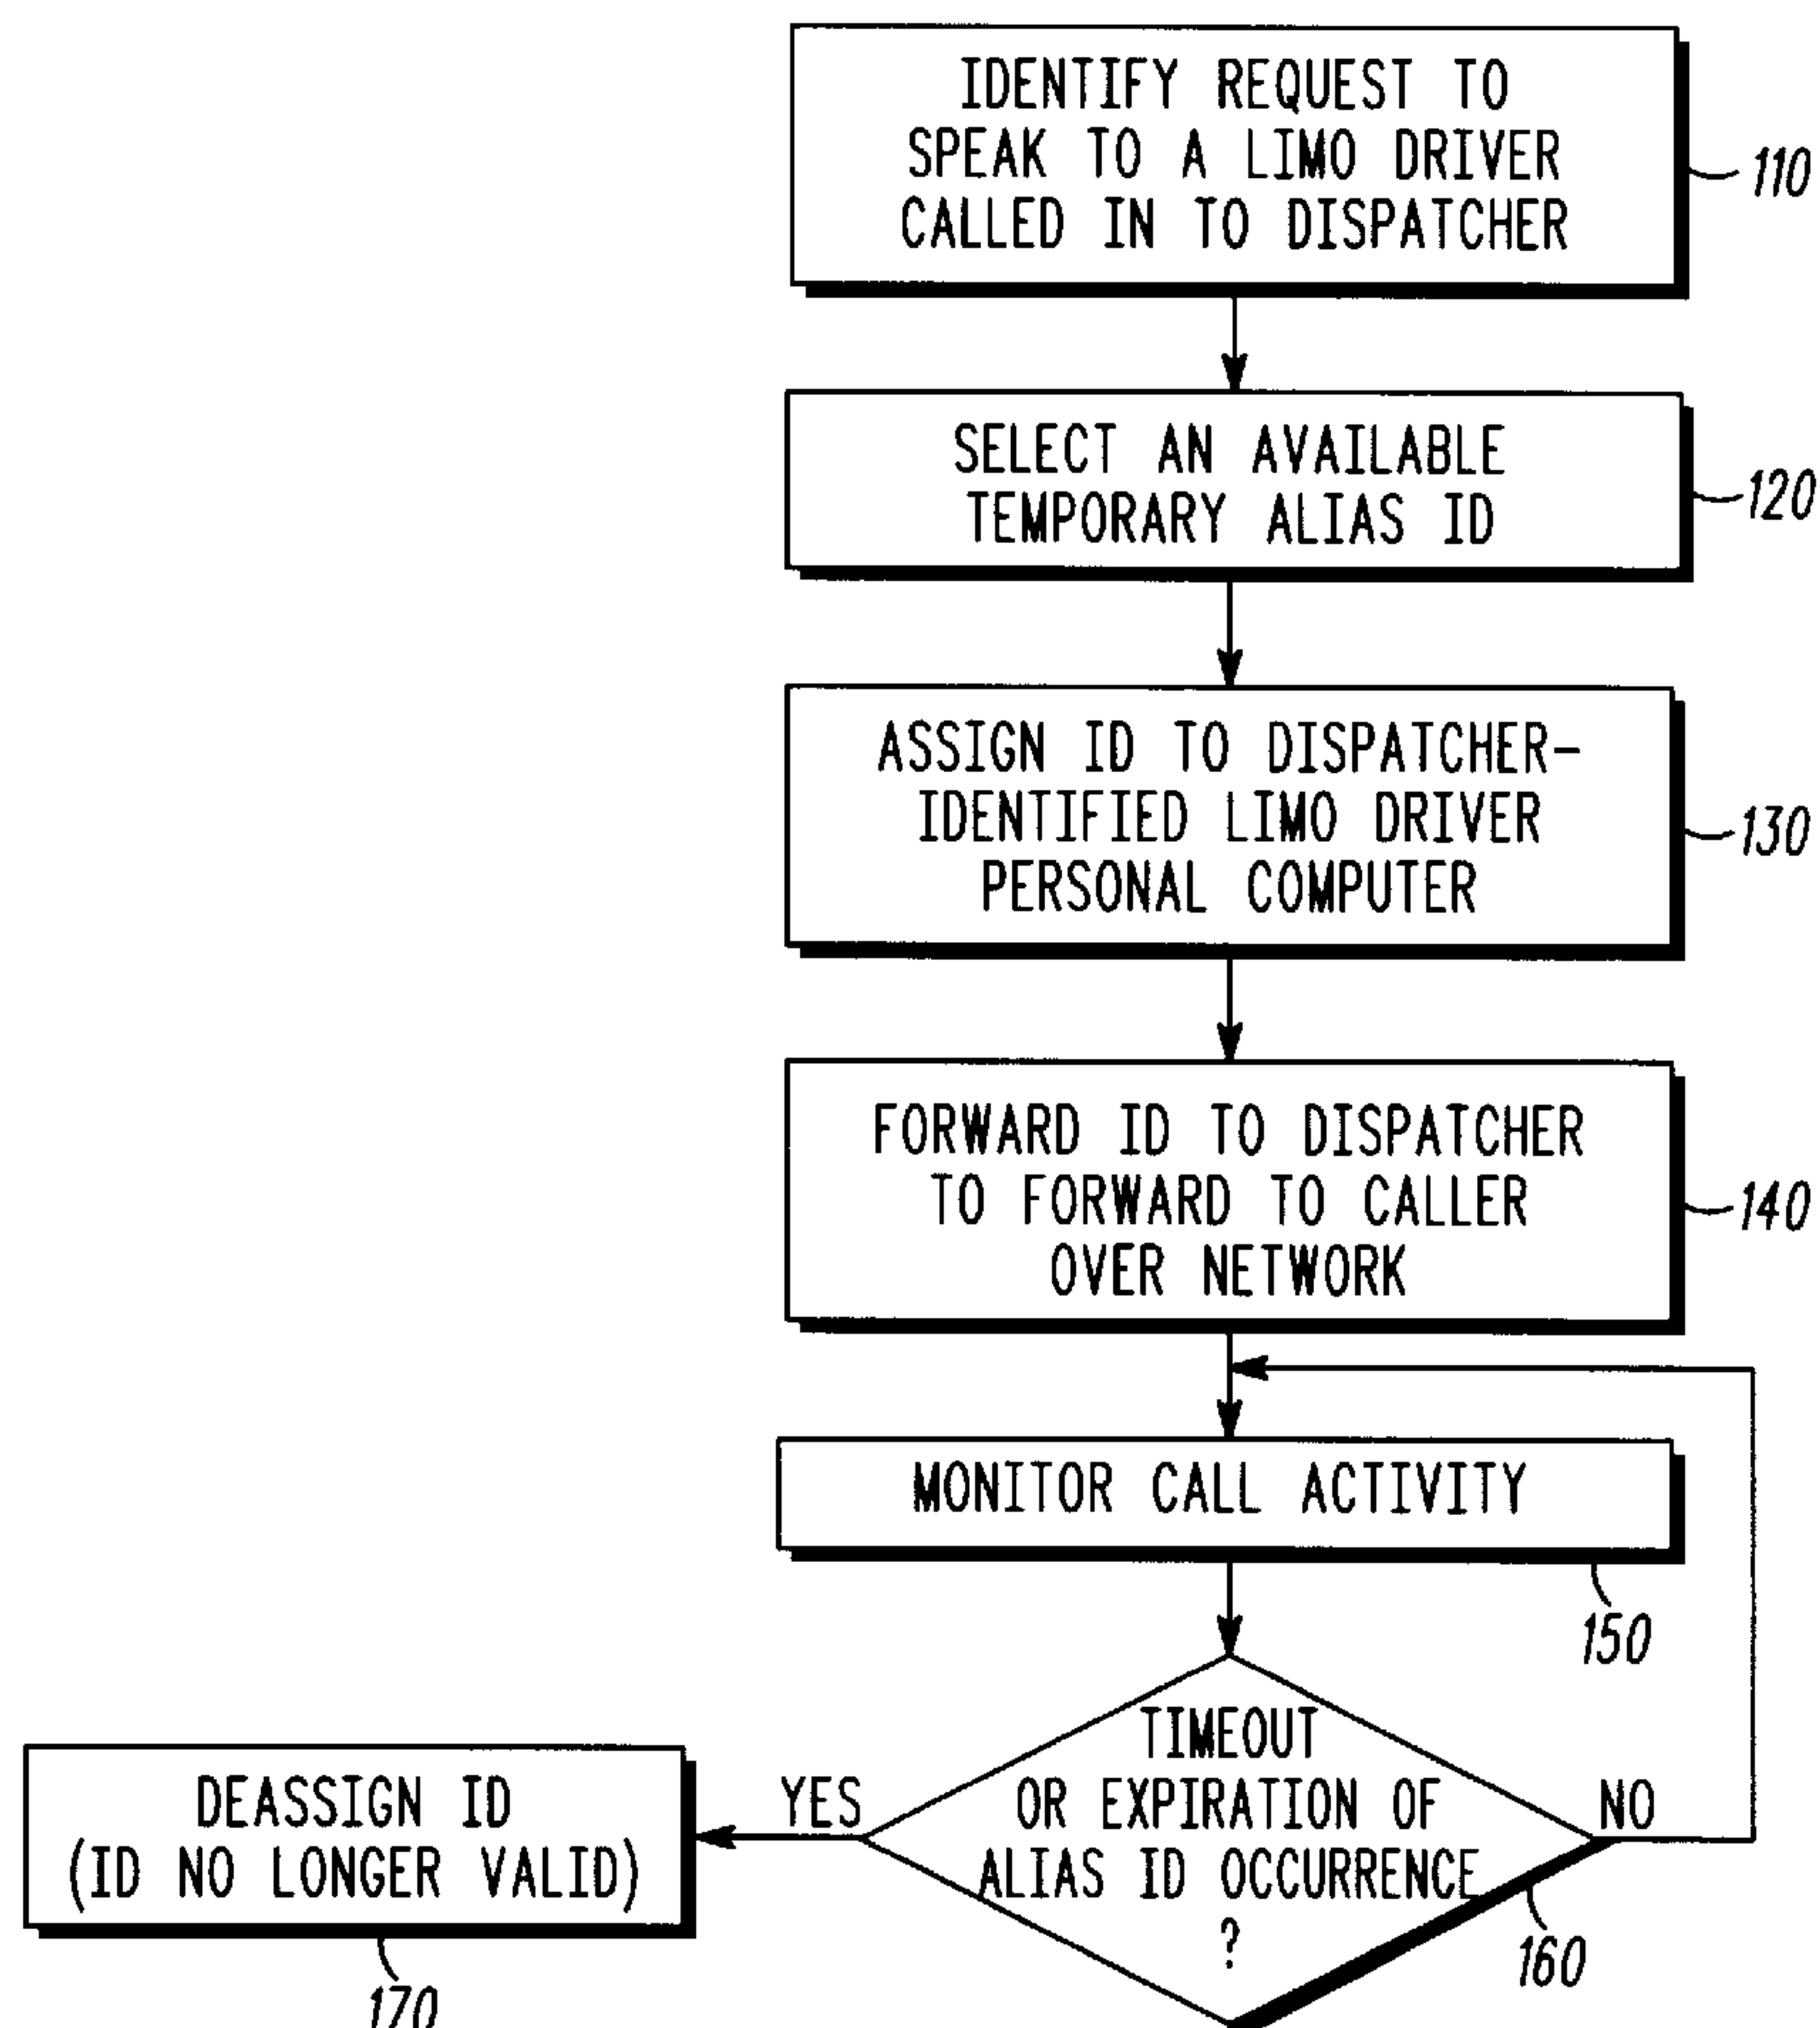 IDENTIFY REQUEST TO
SPEAK TO A LIMO DRIVER
CALLED IN TO DISPATCHER
110
SELECT AN AVAILABLE
TEMPORARY ALIAS ID
120
ASSIGN ID TO DISPATCHER-
IDENTIFIED LIMO DRIVER
PERSONAL COMPUTER
130
FORWARD ID TO DISPATCHER
TO FORWARD TO CALLER
OVER NETWORK
140
MONITOR CALL ACTIVITY
150
TIMEOUT
OR EXPIRATION OF
ALIAS ID OCCURRENCE
?
YES
NO
160
DEASSIGN ID
(ID NO LONGER VALID)
170